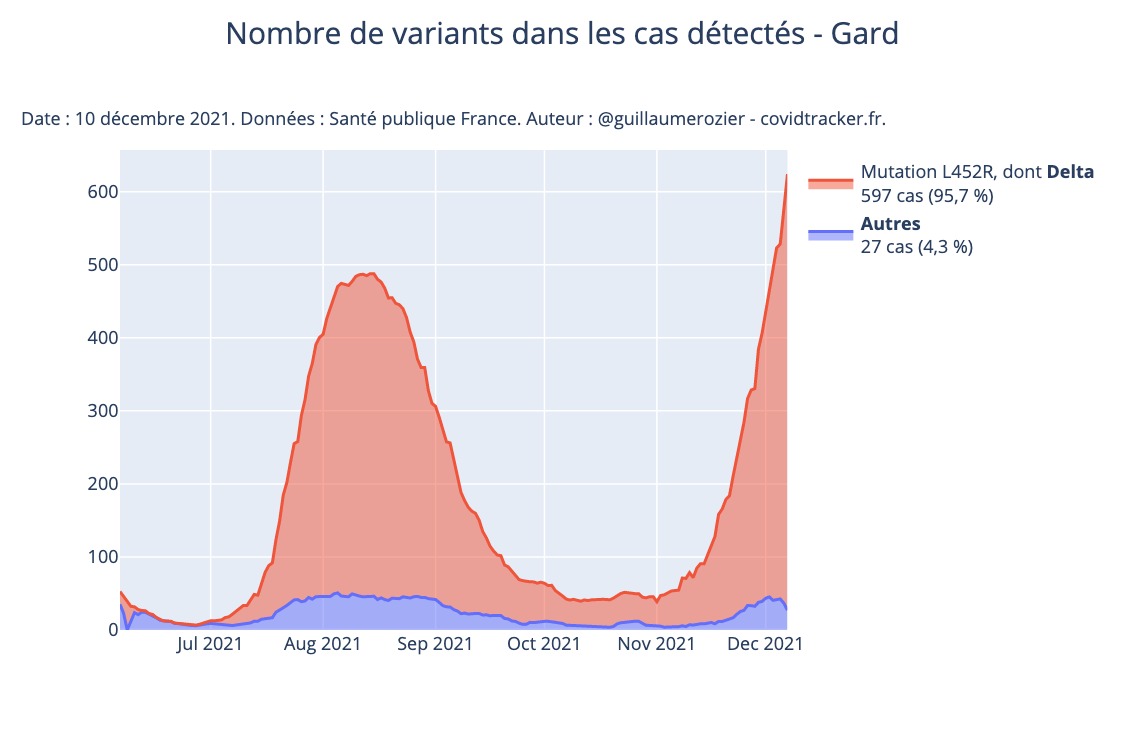 Nombre de variants dans les cas détectés - Gard
Date : 10 décembre 2021. Données : Santé publique France. Auteur : @guillaumerozier - covidtracker.fr.
Mutation L452R, dont Delta
597 cas (95,7 %)
Autres
27 cas (4,3 %)
600
500
400
300
200
100
0
Jul 2021 Aug 2021 Sep 2021 Oct 2021 Nov 2021 Dec 2021